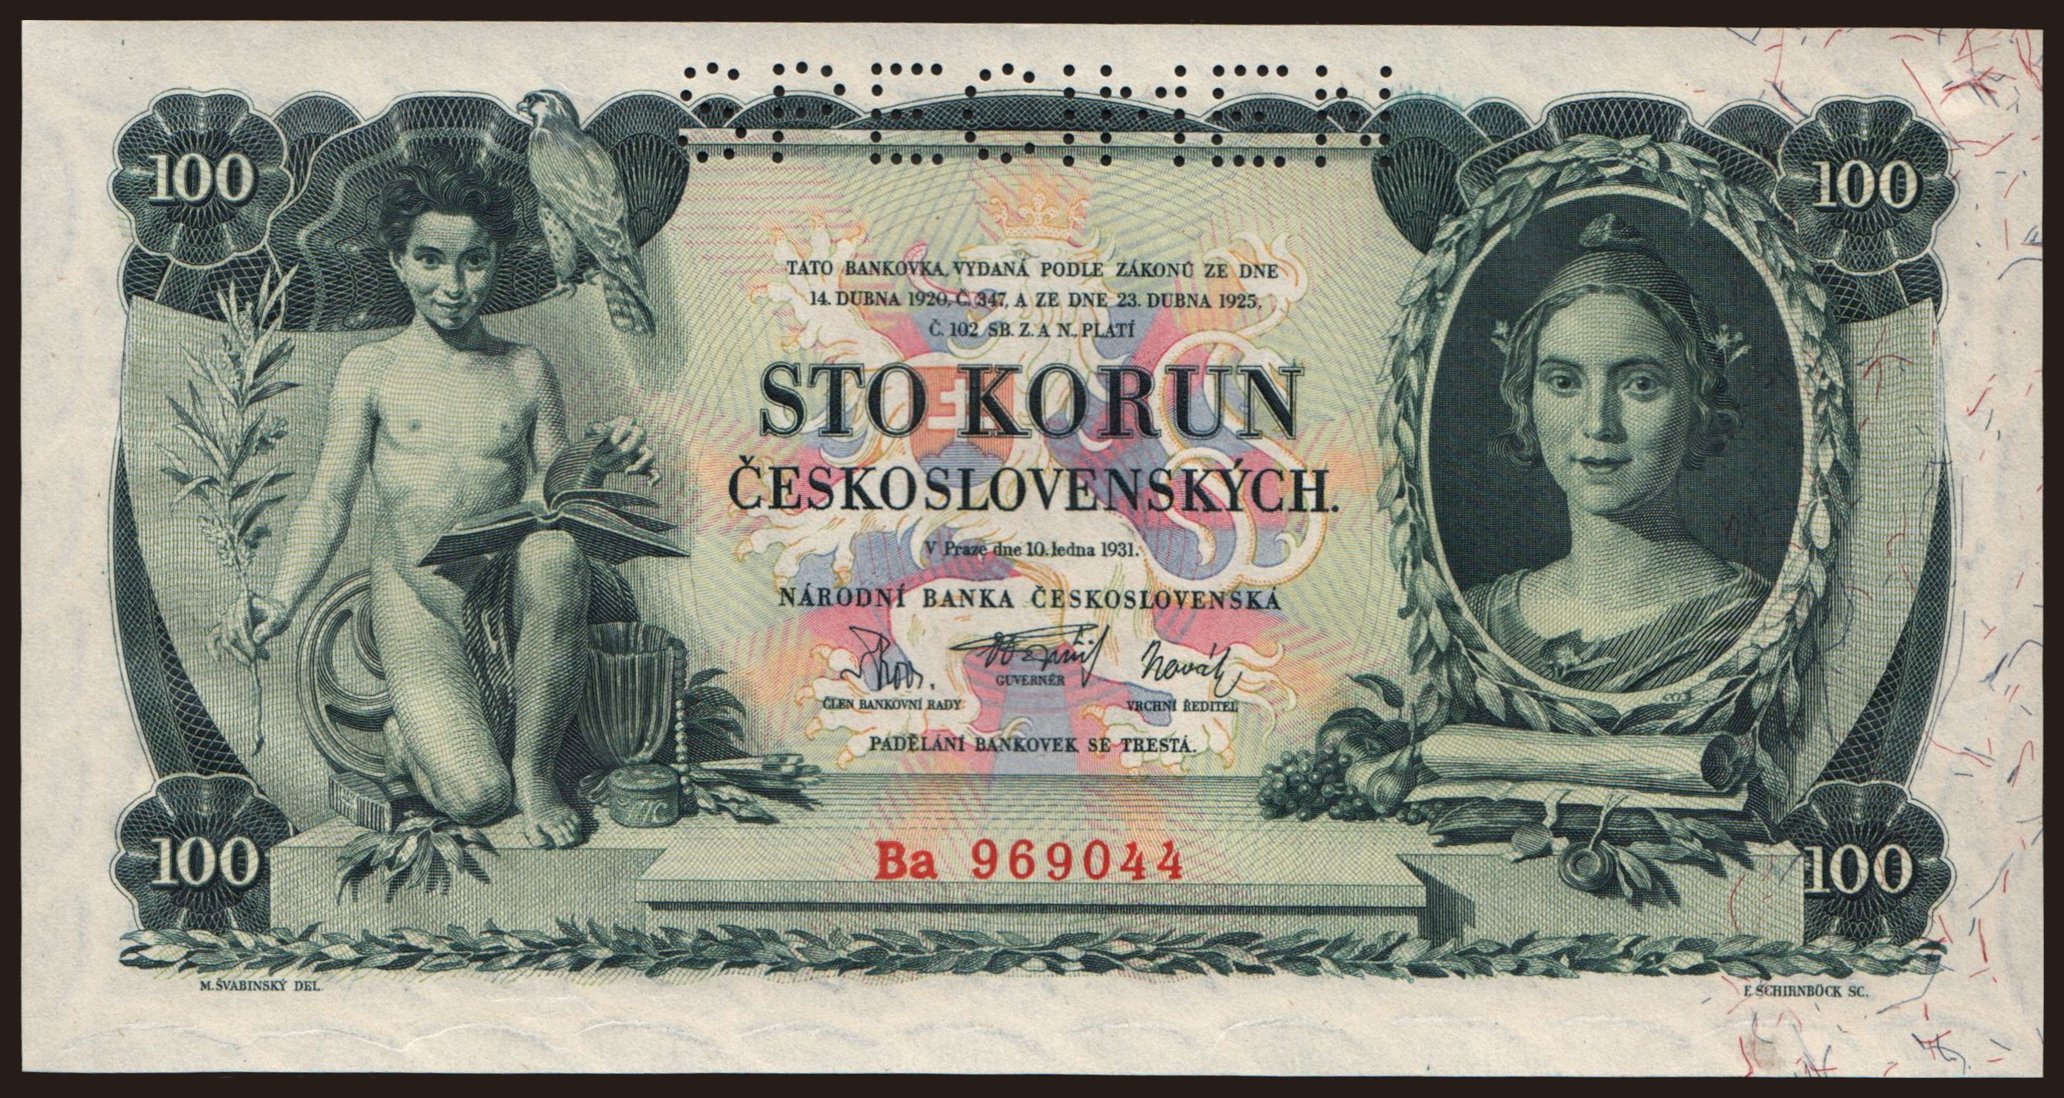 SPECIMEN
100
100
TATO BANKOVKA, VYDANÁ PODLE ZÁKONŮ ZE DNE
14. DUBNA 1920, Č. 347, A ZE DNE 23. DUBNA 1925,
Č. 102 SB. Z. A N., PLATÍ
STO KORUN
ČESKOSLOVENSKÝCH.
V Praze dne 10. ledna 1931.
NÁRODNÍ BANKA ČESKOSLOVENSKÁ
Novák
GUVERNÉR
ČLEN BANKOVNÍ RADY
VRCHNÍ ŘEDITEL
PADĚLÁNÍ BANKOVEK SE TRESTÁ.
Ba 969044
100
100
M. ŠVABINSKÝ DEL.
F. SCHIRNBÖCK SC.